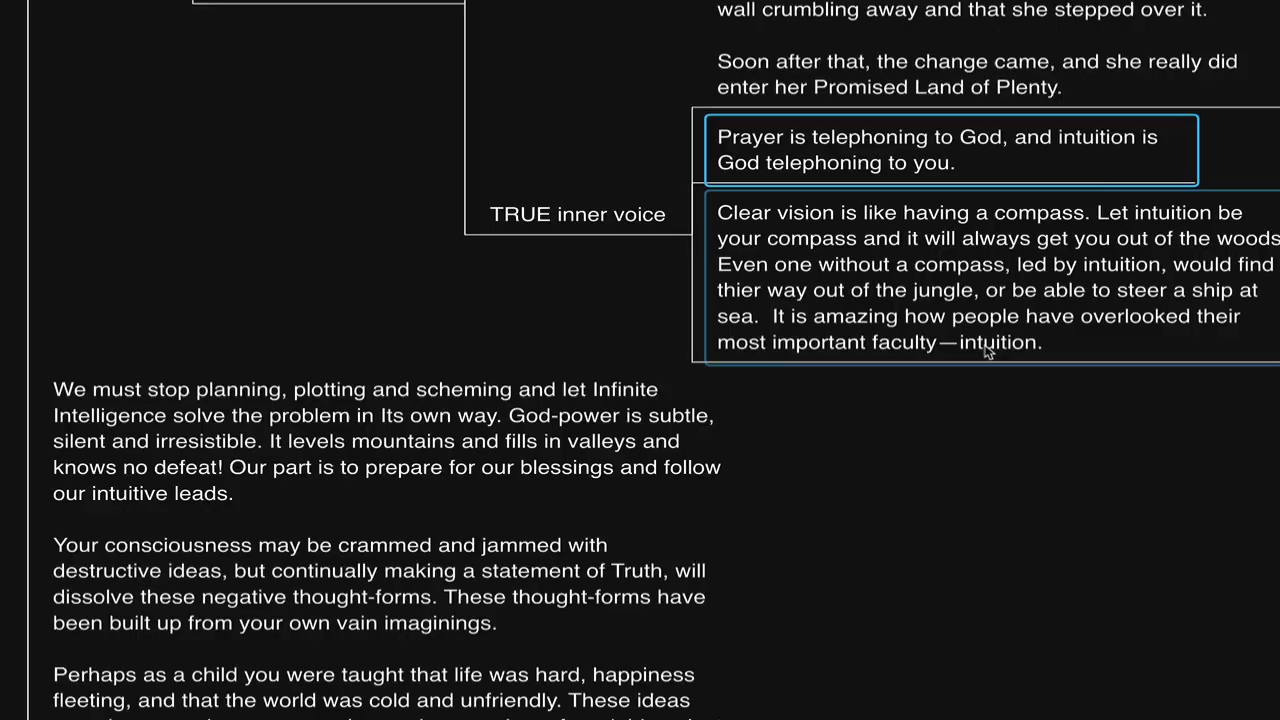 wall crumbling away and that she stepped over it.
Soon after that, the change came, and she really did
enter her Promised Land of Plenty.
Prayer is telephoning to God, and intuition is
God telephoning to you.
TRUE inner voice
Clear vision is like having a compass. Let intuition be
your compass and it will always get you out of the woods
Even one without a compass, led by intuition, would find
thier way out of the jungle, or be able to steer a ship at
sea.  It is amazing how people have overlooked their
most important faculty—intuition.
We must stop planning, plotting and scheming and let Infinite
Intelligence solve the problem in Its own way. God-power is subtle,
silent and irresistible. It levels mountains and fills in valleys and
knows no defeat! Our part is to prepare for our blessings and follow
our intuitive leads.
Your consciousness may be crammed and jammed with
destructive ideas, but continually making a statement of Truth, will
dissolve these negative thought-forms. These thought-forms have
been built up from your own vain imaginings.
Perhaps as a child you were taught that life was hard, happiness
fleeting, and that the world was cold and unfriendly. These ideas